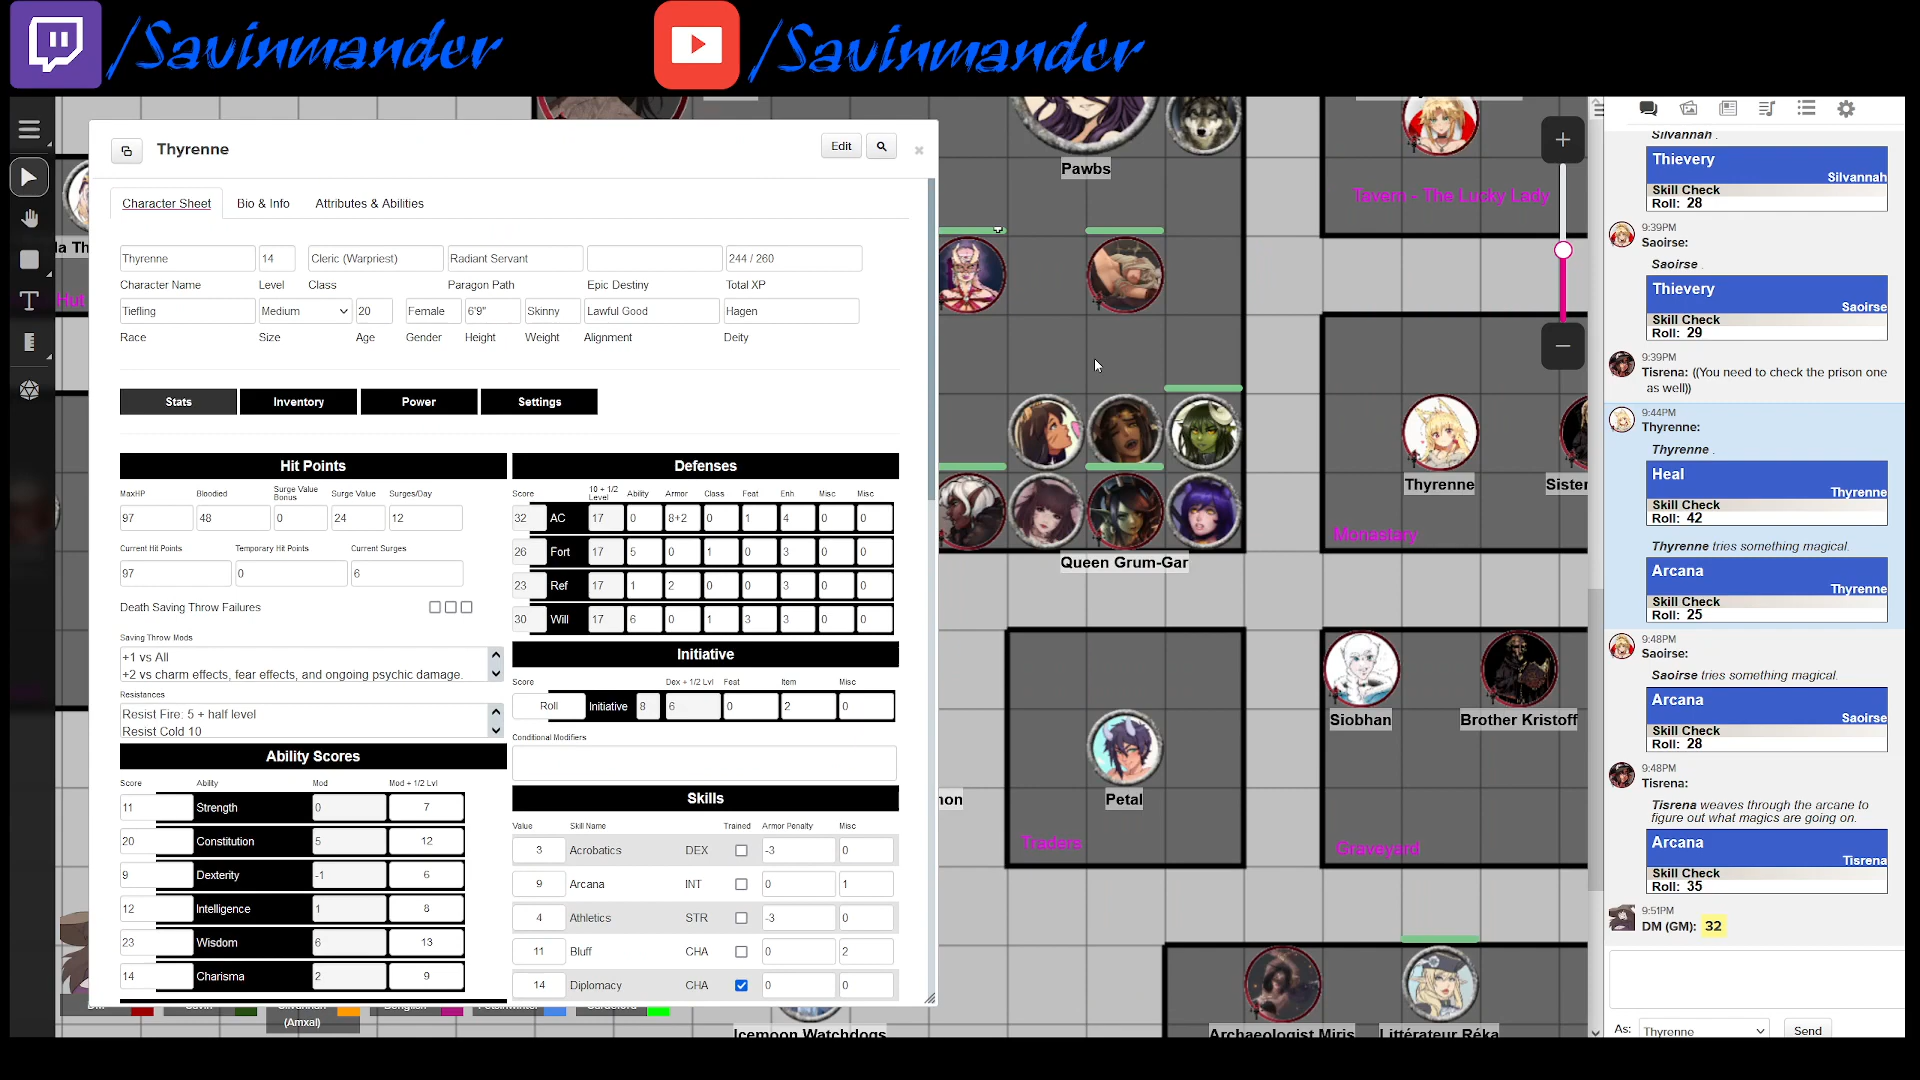 /Savinmander
/Savinmander
Thyrenne
Edit
Character Sheet
Bio & Info
Attributes & Abilities
Thyrenne
14
Cleric (Warpriest)
Radiant Servant
244 / 260
Character Name
Level
Class
Paragon Path
Epic Destiny
Total XP
Tiefling
Medium
20
Female
6'9"
Skinny
Lawful Good
Hagen
Race
Size
Age
Gender
Height
Weight
Alignment
Deity
Stats
Inventory
Power
Settings
Hit Points
MaxHP
Bloodied
Surge Value Bonus
Surge Value
Surges/Day
97
48
0
24
12
Current Hit Points
Temporary Hit Points
Current Surges
97
0
6
Death Saving Throw Failures
Saving Throw Mods
+1 vs All
+2 vs charm effects, fear effects, and ongoing psychic damage.
Resistances
Resist Fire: 5 + half level
Resist Cold 10
Ability Scores
Score Ability Mod Mod + 1/2 Lvl
11 Strength 0 7
20 Constitution 5 12
9 Dexterity -1 6
12 Intelligence 1 8
23 Wisdom 6 13
14 Charisma 2 9
Defenses
Score 10 + 1/2 Level Ability Armor Class Feat Enh Misc Misc
32 AC 17 0 8+2 0 1 4 0 0
26 Fort 17 5 0 1 0 3 0 0
23 Ref 17 1 2 0 0 3 0 0
30 Will 17 6 0 1 3 3 0 0
Initiative
Score Dex + 1/2 Lvl Feat Item Misc
Roll Initiative 8 6 0 2 0
Conditional Modifiers
Skills
Value Skill Name Trained Armor Penalty Misc
3 Acrobatics DEX -3 0
9 Arcana INT 0 1
4 Athletics STR -3 0
11 Bluff CHA 0 2
14 Diplomacy CHA 0 0
(Amxal)
Pawbs
Tavern - The Lucky Lady
la Th
Hut
Thyrenne
Sister
Monastary
Queen Grum-Gar
Siobhan
Brother Kristoff
Petal
non
Traders
Graveyard
Icemoon Watchdogs
Archaeologist Miris
Littérateur Réka
Silvannah .
Thievery
Silvannah
Skill Check
Roll: 28
9:39PM
Saoirse:
Saoirse .
Thievery
Saoirse
Skill Check
Roll: 29
9:39PM
Tisrena: ((You need to check the prison one
as well))
9:44PM
Thyrenne:
Thyrenne .
Heal
Thyrenne
Skill Check
Roll: 42
Thyrenne tries something magical.
Arcana
Thyrenne
Skill Check
Roll: 25
9:48PM
Saoirse:
Saoirse tries something magical.
Arcana
Saoirse
Skill Check
Roll: 28
9:48PM
Tisrena:
Tisrena weaves through the arcane to
figure out what magics are going on.
Arcana
Tisrena
Skill Check
Roll: 35
9:51PM
DM (GM): 32
As:
Thyrenne
Send